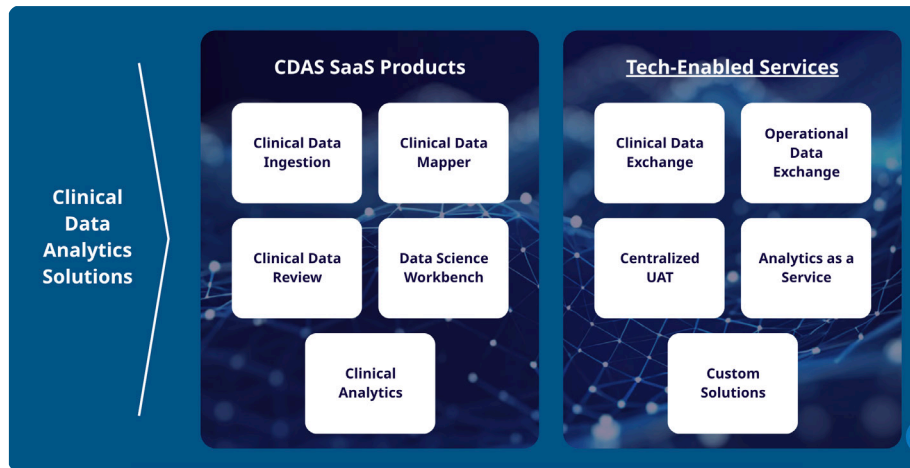 Clinical
Data
Analytics
Solutions
CDAS SaaS Products
Clinical Data
Ingestion
Clinical Data
Mapper
Clinical Data
Review
Data Science
Workbench
Clinical
Analytics
Tech-Enabled Services
Clinical Data
Exchange
Operational
Data
Exchange
Centralized
UAT
Analytics as a
Service
Custom
Solutions